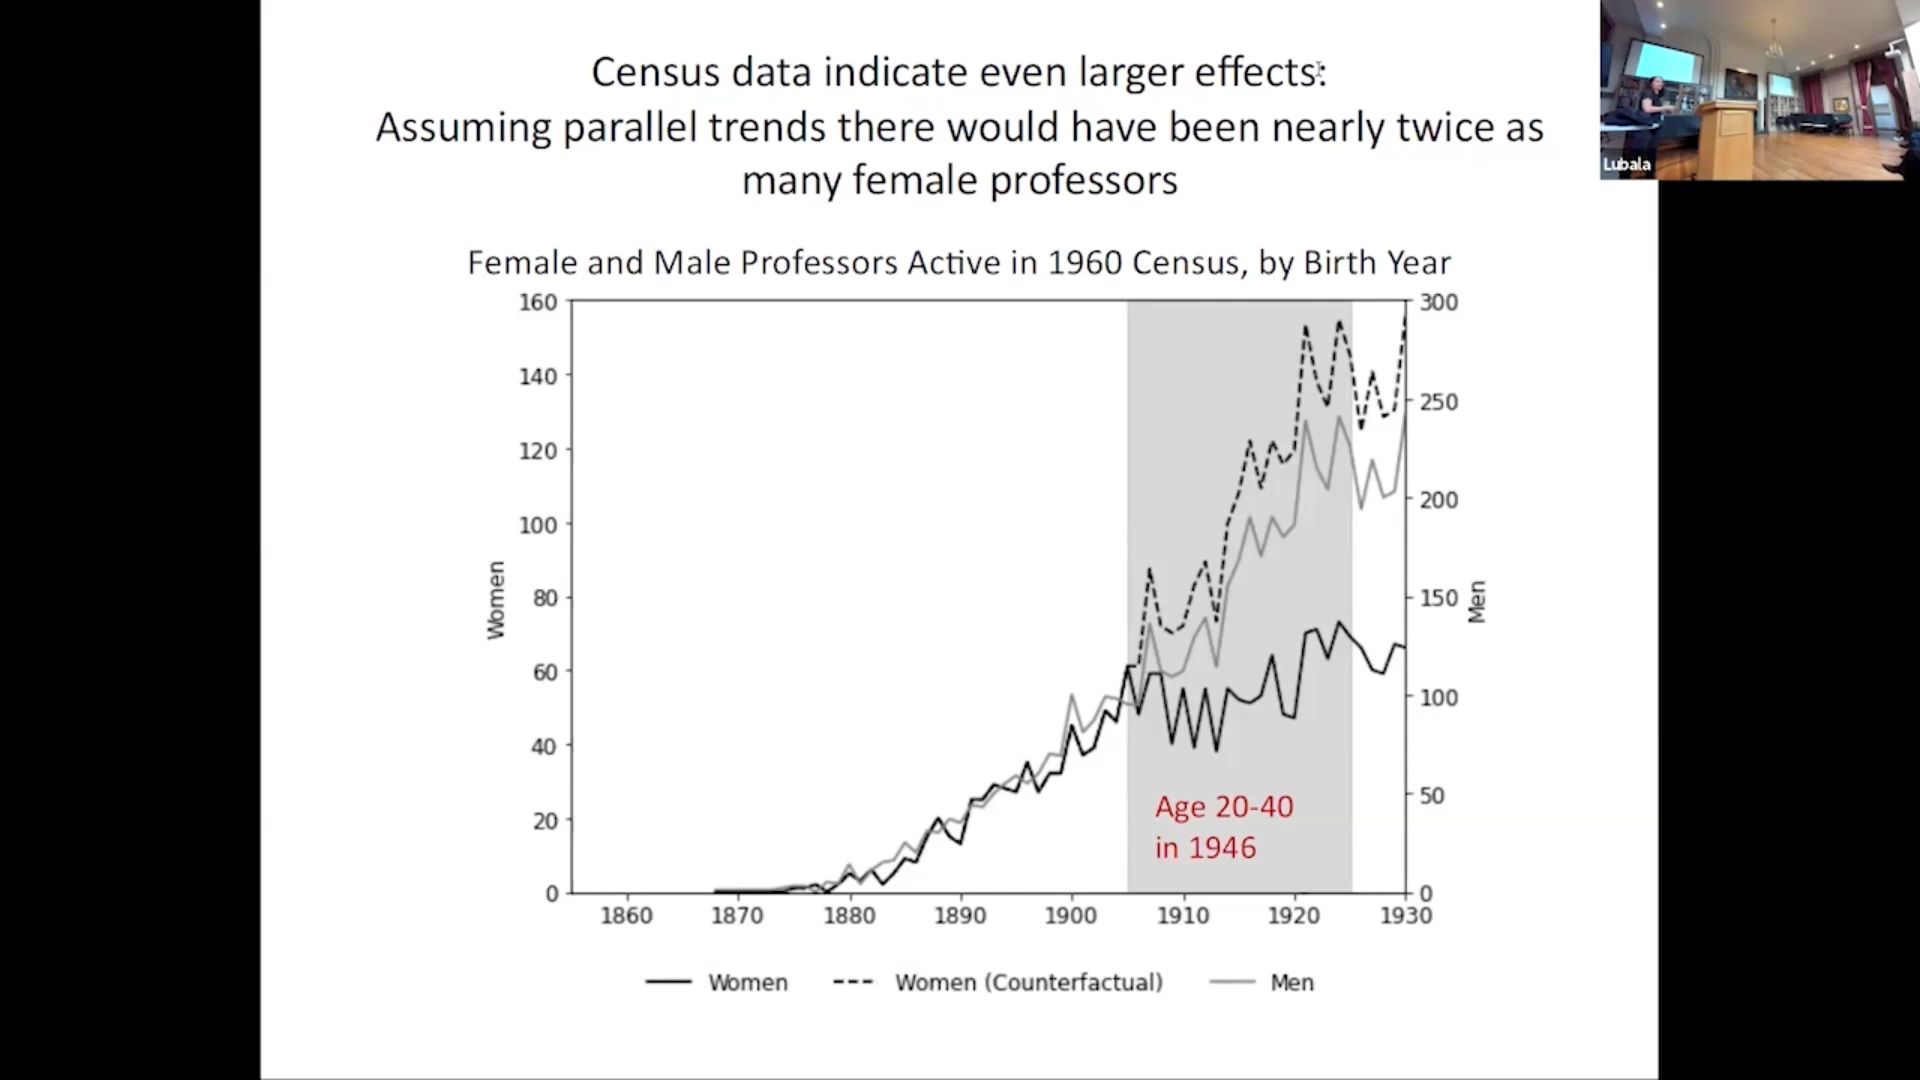 Census data indicate even larger effects:
Assuming parallel trends there would have been nearly twice as
many female professors
Lubala
Female and Male Professors Active in 1960 Census, by Birth Year
160
140
120
100
80
60
40
20
0
Women
300
250
200
150
100
50
0
Men
Age 20-40
in 1946
1860 1870 1880 1890 1900 1910 1920 1930
Women Women (Counterfactual) Men